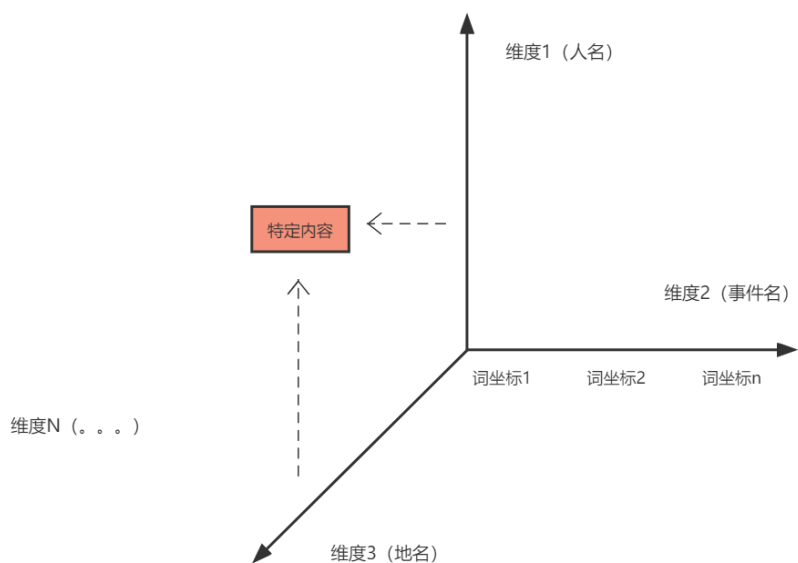 维度1（人名）
特定内容
维度2（事件名）
词坐标1 词坐标2 词坐标n
维度N（。。。）
维度3（地名）